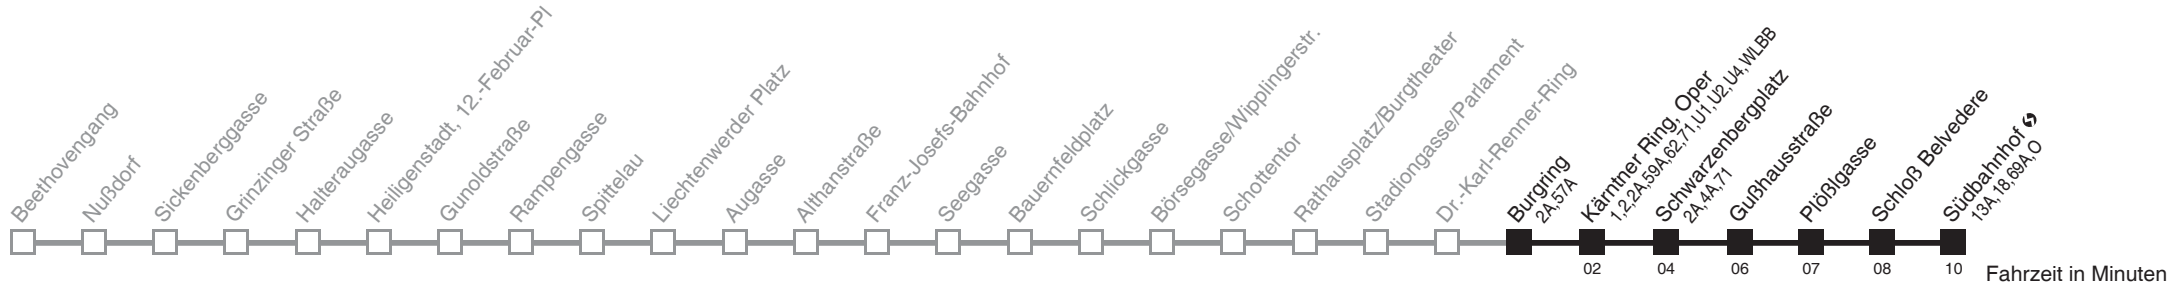 Beethovengang
Nußdorf
Sickenberggasse
Grinzinger Straße
Halteraugasse
Heiligenstadt, 12.-Februar-Pl
Gunoldstraße
Rampengasse
Spittelau
Liechtenwerder Platz
Augasse
Althanstraße
Franz-Josefs-Bahnhof
Seegasse
Bauernfeldplatz
Schlickgasse
Börsegasse/Wipplingerstr.
Schottentor
Rathausplatz/Burgtheater
Stadiongasse/Parlament
Dr.-Karl-Renner-Ring
Burgring
2A,57A
Kärntner Ring, Oper
1,2,2A,59A,62,71,U1,U2,U4,WLBB
Schwarzenbergplatz
2A,4A,71
Gußhausstraße
Plößlgasse
Schloß Belvedere
Südbahnhof
13A,18,69A,O
02
04
06
07
08
10
Fahrzeit in Minuten